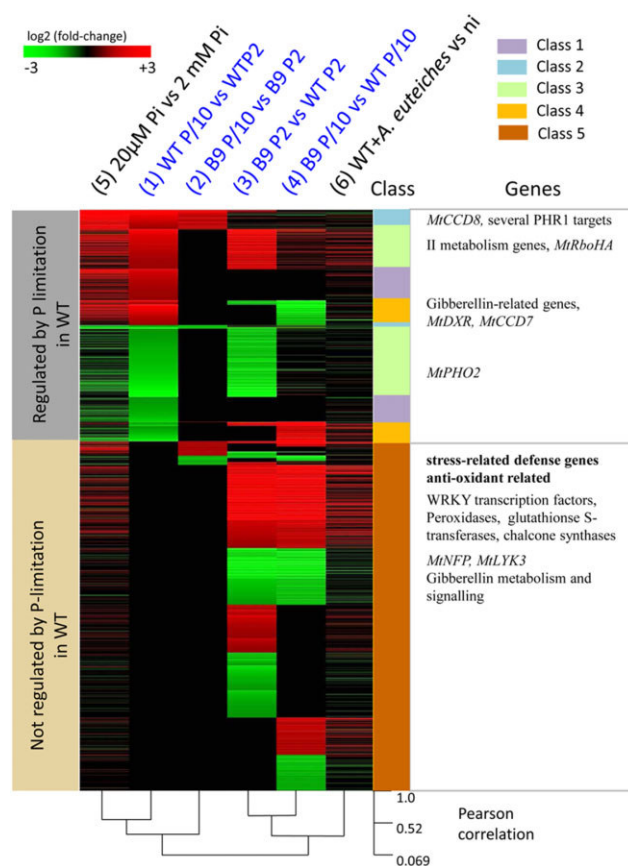 log2 (fold-change)
-3 +3
Class 1
Class 2
Class 3
Class 4
Class 5
(5) 20µM Pi vs 2 mM Pi
(1) WT P/10 vs WTP2
(2) B9 P/10 vs B9 P2
(3) B9 P2 vs WT P2
(4) B9 P/10 vs WT P/10
(6) WT+A. euteiches vs ni
Class
Genes
Regulated by P limitation
in WT
MtCCD8, several PHR1 targets
II metabolism genes, MtRboHA
Gibberellin-related genes,
MtDXR, MtCCD7
MtPHO2
Not regulated by P-limitation
in WT
stress-related defense genes
anti-oxidant related
WRKY transcription factors,
Peroxidases, glutathionse S-
transferases, chalcone synthases
MtNFP, MtLYK3
Gibberellin metabolism and
signalling
1.0
0.52
0.069
Pearson
correlation